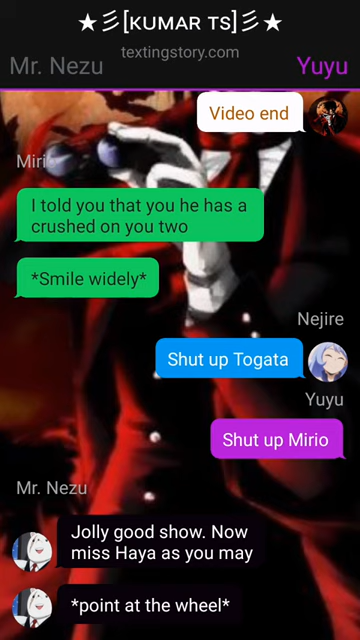 ★彡[ᴋᴜᴍᴀʀ ᴛs]彡★
textingstory.com
Mr. Nezu
Yuyu
Video end
Miri
I told you that you he has a
crushed on you two
*Smile widely*
Nejire
Shut up Togata
Yuyu
Shut up Mirio
Mr. Nezu
Jolly good show. Now
miss Haya as you may
*point at the wheel*